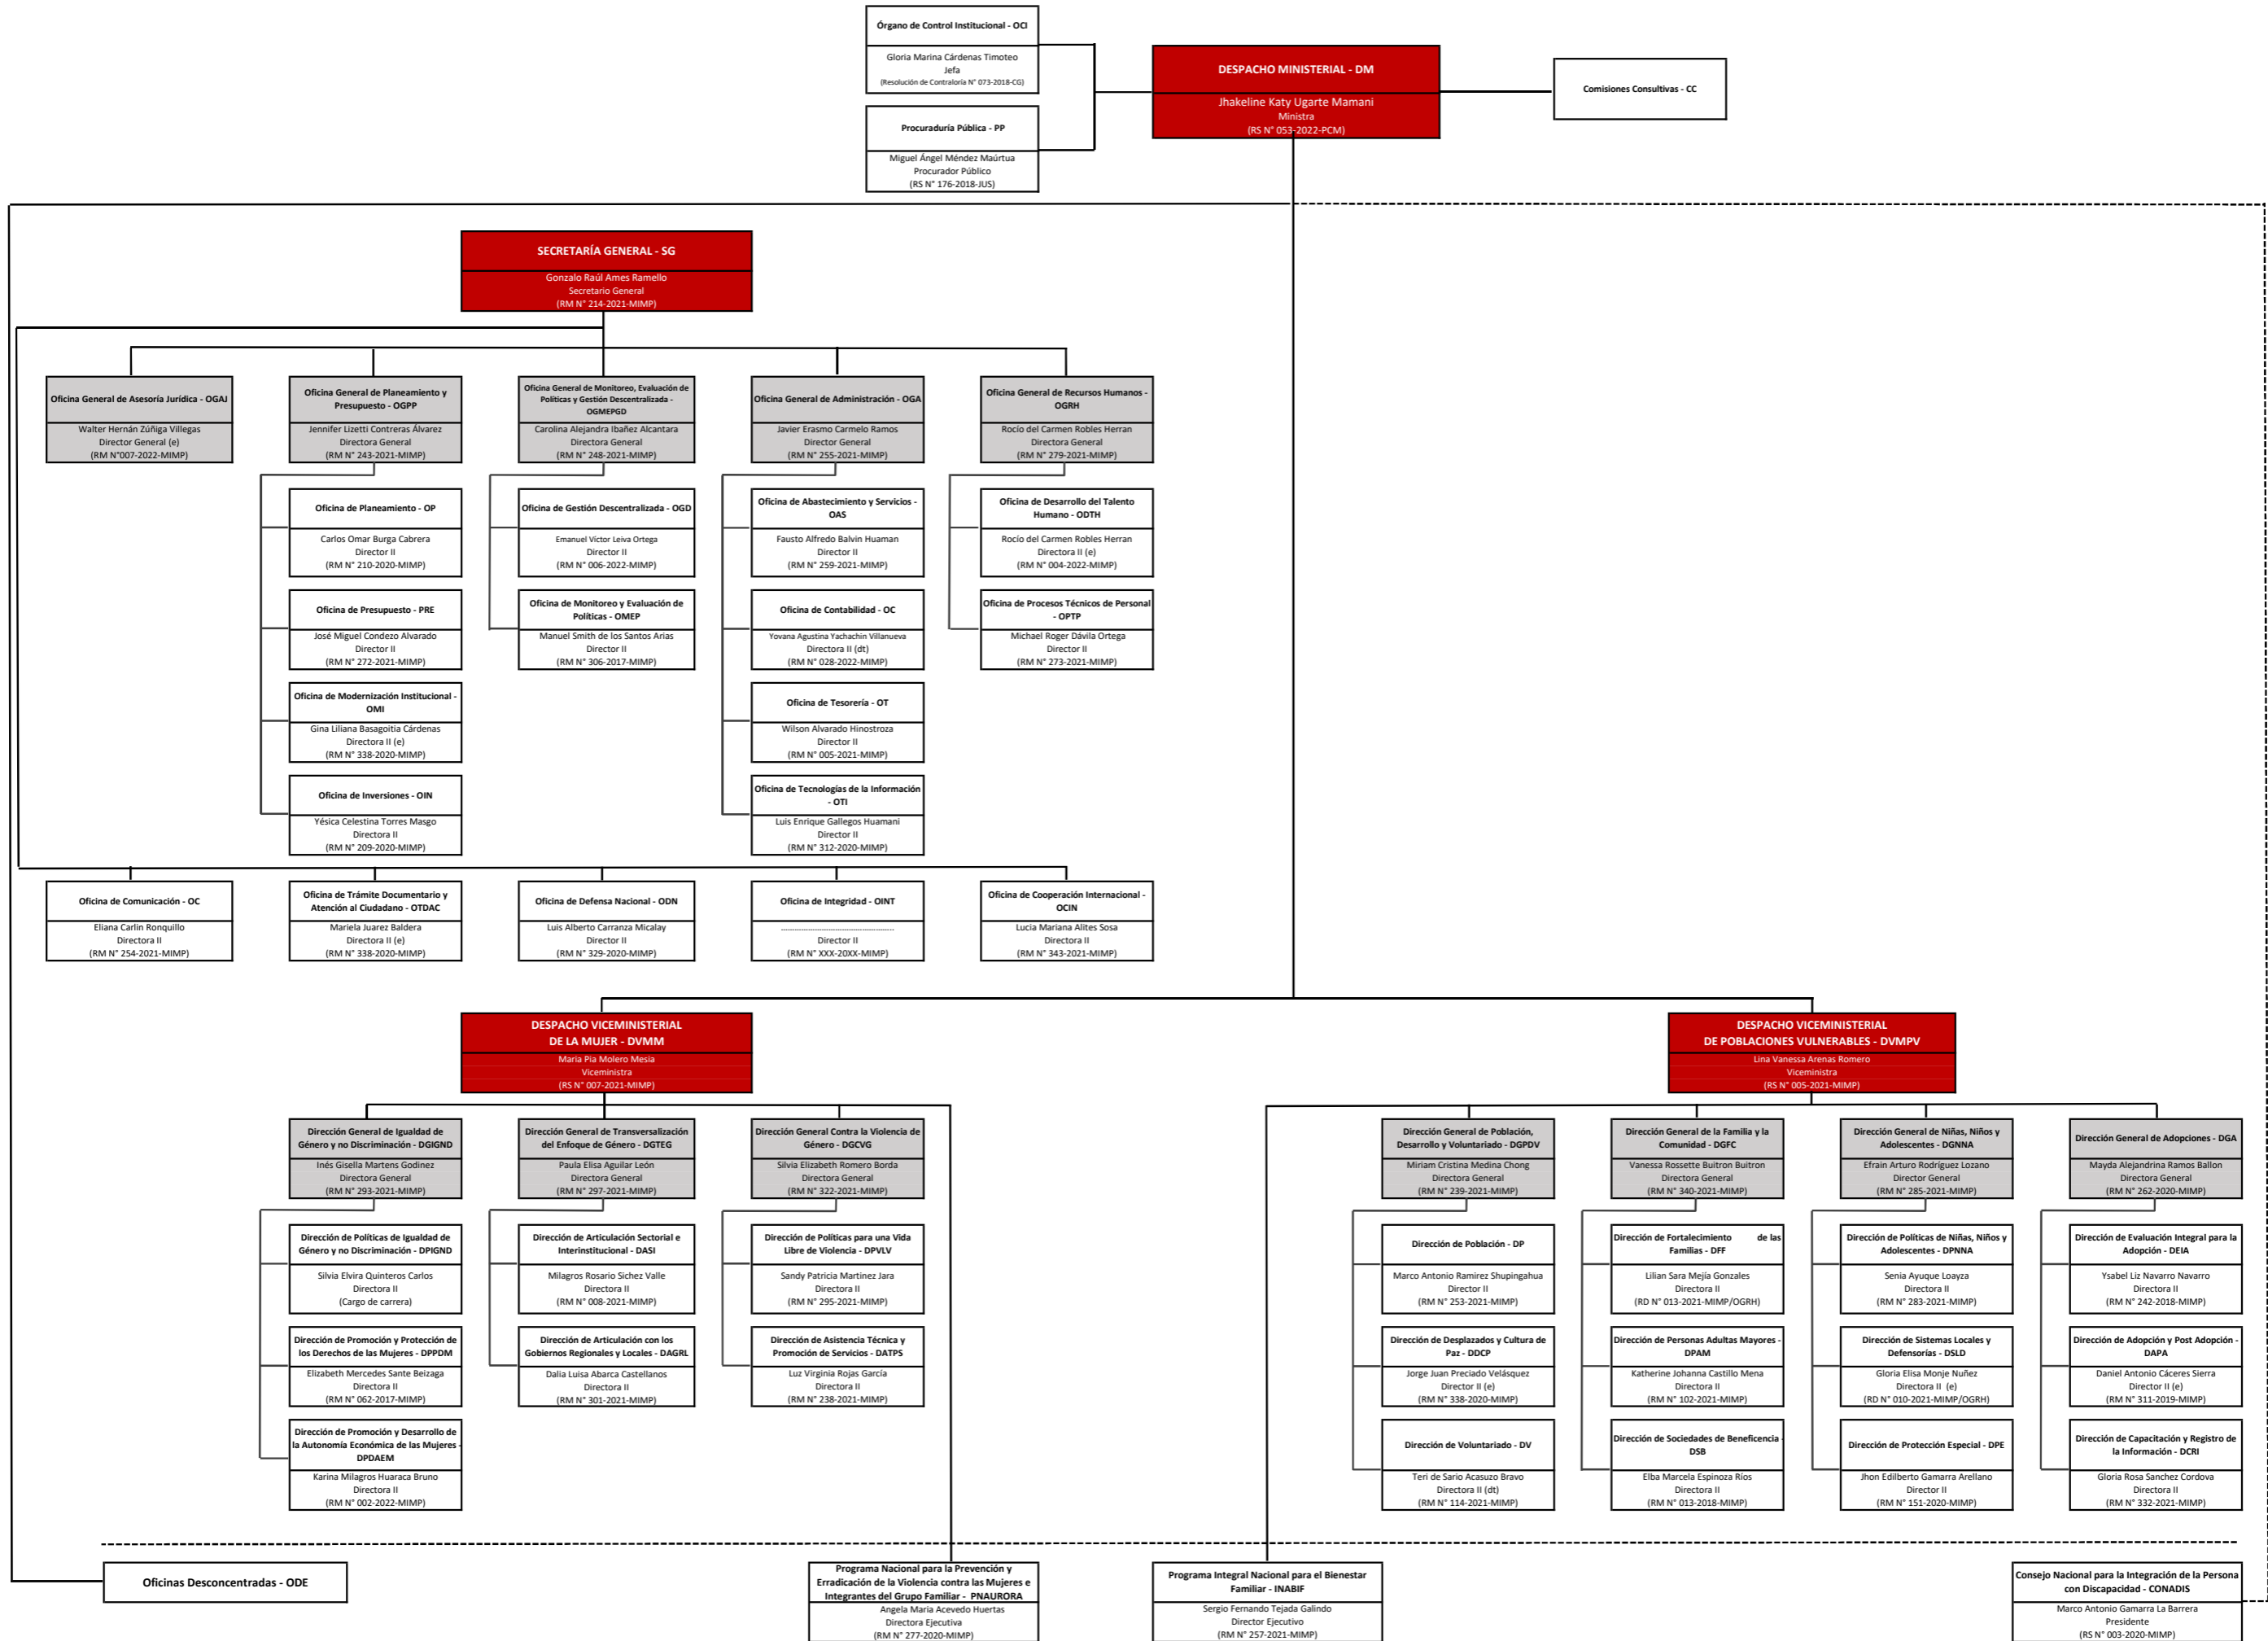 Órgano de Control Institucional - OCI
Gloria Marina Cárdenas Timoteo
Jefa
(Resolución de Contraloría N° 073-2018-CG)
DESPACHO MINISTERIAL - DM
Jhakeline Katy Ugarte Mamani
Ministra
(RS N° 053-2022-PCM)
Comisiones Consultivas - CC
Procuraduría Pública - PP
Miguel Ángel Méndez Maúrtua
Procurador Público
(RS N° 176-2018-JUS)
SECRETARÍA GENERAL - SG
Gonzalo Raúl Ames Ramello
Secretario General
(RM N° 214-2021-MIMP)
Oficina General de Asesoría Jurídica - OGAJ
Walter Hernán Zúñiga Villegas
Director General (e)
(RM N°007-2022-MIMP)
Oficina General de Planeamiento y
Presupuesto - OGPP
Jennifer Lizetti Contreras Álvarez
Directora General
(RM N° 243-2021-MIMP)
Oficina General de Monitoreo, Evaluación de
Políticas y Gestión Descentralizada -
OGMEPGD
Carolina Alejandra Ibañez Alcantara
Directora General
(RM N° 248-2021-MIMP)
Oficina General de Administración - OGA
Javier Erasmo Carmelo Ramos
Director General
(RM N° 255-2021-MIMP)
Oficina General de Recursos Humanos -
OGRH
Rocío del Carmen Robles Herran
Directora General
(RM N° 279-2021-MIMP)
Oficina de Planeamiento - OP
Carlos Omar Burga Cabrera
Director II
(RM N° 210-2020-MIMP)
Oficina de Gestión Descentralizada - OGD
Emanuel Víctor Leiva Ortega
Director II
(RM N° 006-2022-MIMP)
Oficina de Abastecimiento y Servicios -
OAS
Fausto Alfredo Balvin Huaman
Director II
(RM N° 259-2021-MIMP)
Oficina de Desarrollo del Talento
Humano - ODTH
Rocío del Carmen Robles Herran
Directora II (e)
(RM N° 004-2022-MIMP)
Oficina de Presupuesto - PRE
José Miguel Condezo Alvarado
Director II
(RM N° 272-2021-MIMP)
Oficina de Monitoreo y Evaluación de
Políticas - OMEP
Manuel Smith de los Santos Arias
Director II
(RM N° 306-2017-MIMP)
Oficina de Contabilidad - OC
Yovana Agustina Yachachin Villanueva
Directora II (dt)
(RM N° 028-2022-MIMP)
Oficina de Procesos Técnicos de Personal
- OPTP
Michael Roger Dávila Ortega
Director II
(RM N° 273-2021-MIMP)
Oficina de Modernización Institucional -
OMI
Gina Liliana Basagoitia Cárdenas
Directora II (e)
(RM N° 338-2020-MIMP)
Oficina de Tesorería - OT
Wilson Alvarado Hinostroza
Director II
(RM N° 005-2021-MIMP)
Oficina de Inversiones - OIN
Yésica Celestina Torres Masgo
Directora II
(RM N° 209-2020-MIMP)
Oficina de Tecnologías de la Información
- OTI
Luis Enrique Gallegos Huamani
Director II
(RM N° 312-2020-MIMP)
Oficina de Comunicación - OC
Eliana Carlin Ronquillo
Directora II
(RM N° 254-2021-MIMP)
Oficina de Trámite Documentario y
Atención al Ciudadano - OTDAC
Mariela Juarez Baldera
Directora II (e)
(RM N° 338-2020-MIMP)
Oficina de Defensa Nacional - ODN
Luis Alberto Carranza Micalay
Director II
(RM N° 329-2020-MIMP)
Oficina de Integridad - OINT
................................................
Director II
(RM N° XXX-20XX-MIMP)
Oficina de Cooperación Internacional -
OCIN
Lucia Mariana Alites Sosa
Directora II
(RM N° 343-2021-MIMP)
DESPACHO VICEMINISTERIAL
DE LA MUJER - DVMM
Maria Pia Molero Mesia
Viceministra
(RS N° 007-2021-MIMP)
DESPACHO VICEMINISTERIAL
DE POBLACIONES VULNERABLES - DVMPV
Lina Vanessa Arenas Romero
Viceministra
(RS N° 005-2021-MIMP)
Dirección General de Igualdad de
Género y no Discriminación - DGIGND
Inés Gisella Martens Godinez
Directora General
(RM N° 293-2021-MIMP)
Dirección General de Transversalización
del Enfoque de Género - DGTEG
Paula Elisa Aguilar León
Directora General
(RM N° 297-2021-MIMP)
Dirección General Contra la Violencia de
Género - DGCVG
Silvia Elizabeth Romero Borda
Directora General
(RM N° 322-2021-MIMP)
Dirección General de Población,
Desarrollo y Voluntariado - DGPDV
Miriam Cristina Medina Chong
Directora General
(RM N° 239-2021-MIMP)
Dirección General de la Familia y la
Comunidad - DGFC
Vanessa Rossette Buitron Buitron
Directora General
(RM N° 340-2021-MIMP)
Dirección General de Niñas, Niños y
Adolescentes - DGNNA
Efrain Arturo Rodríguez Lozano
Director General
(RM N° 285-2021-MIMP)
Dirección General de Adopciones - DGA
Mayda Alejandrina Ramos Ballon
Directora General
(RM N° 262-2020-MIMP)
Dirección de Políticas de Igualdad de
Género y no Discriminación - DPIGND
Silvia Elvira Quinteros Carlos
Directora II
(Cargo de carrera)
Dirección de Articulación Sectorial e
Interinstitucional - DASI
Milagros Rosario Sichez Valle
Directora II
(RM N° 008-2021-MIMP)
Dirección de Políticas para una Vida
Libre de Violencia - DPVLV
Sandy Patricia Martinez Jara
Directora II
(RM N° 295-2021-MIMP)
Dirección de Población - DP
Marco Antonio Ramirez Shupingahua
Director II
(RM N° 253-2021-MIMP)
Dirección de Fortalecimiento de las
Familias - DFF
Lilian Sara Mejía Gonzales
Directora II
(RD N° 013-2021-MIMP/OGRH)
Dirección de Políticas de Niñas, Niños y
Adolescentes - DPNNA
Senia Ayuque Loayza
Directora II
(RM N° 283-2021-MIMP)
Dirección de Evaluación Integral para la
Adopción - DEIA
Ysabel Liz Navarro Navarro
Directora II
(RM N° 242-2018-MIMP)
Dirección de Promoción y Protección de
los Derechos de las Mujeres - DPPDM
Elizabeth Mercedes Sante Beizaga
Directora II
(RM N° 062-2017-MIMP)
Dirección de Articulación con los
Gobiernos Regionales y Locales - DAGRL
Dalia Luisa Abarca Castellanos
Directora II
(RM N° 301-2021-MIMP)
Dirección de Asistencia Técnica y
Promoción de Servicios - DATPS
Luz Virginia Rojas García
Directora II
(RM N° 238-2021-MIMP)
Dirección de Desplazados y Cultura de
Paz - DDCP
Jorge Juan Preciado Velásquez
Director II (e)
(RM N° 338-2020-MIMP)
Dirección de Personas Adultas Mayores -
DPAM
Katherine Johanna Castillo Mena
Directora II
(RM N° 102-2021-MIMP)
Dirección de Sistemas Locales y
Defensorías - DSLD
Gloria Elisa Monje Nuñez
Directora II (e)
(RD N° 010-2021-MIMP/OGRH)
Dirección de Adopción y Post Adopción -
DAPA
Daniel Antonio Cáceres Sierra
Director II (e)
(RM N° 311-2019-MIMP)
Dirección de Promoción y Desarrollo de
la Autonomía Económica de las Mujeres -
DPDAEM
Karina Milagros Huaraca Bruno
Directora II
(RM N° 002-2022-MIMP)
Dirección de Voluntariado - DV
Teri de Sario Acasuzo Bravo
Directora II (dt)
(RM N° 114-2021-MIMP)
Dirección de Sociedades de Beneficencia -
DSB
Elba Marcela Espinoza Ríos
Directora II
(RM N° 013-2018-MIMP)
Dirección de Protección Especial - DPE
Jhon Edilberto Gamarra Arellano
Director II
(RM N° 151-2020-MIMP)
Dirección de Capacitación y Registro de
la Información - DCRI
Gloria Rosa Sanchez Cordova
Directora II
(RM N° 332-2021-MIMP)
Oficinas Desconcentradas - ODE
Programa Nacional para la Prevención y
Erradicación de la Violencia contra las Mujeres e
Integrantes del Grupo Familiar - PNAURORA
Angela Maria Acevedo Huertas
Directora Ejecutiva
(RM N° 277-2020-MIMP)
Programa Integral Nacional para el Bienestar
Familiar - INABIF
Sergio Fernando Tejada Galindo
Director Ejecutivo
(RM N° 257-2021-MIMP)
Consejo Nacional para la Integración de la Persona
con Discapacidad - CONADIS
Marco Antonio Gamarra La Barrera
Presidente
(RS N° 003-2020-MIMP)